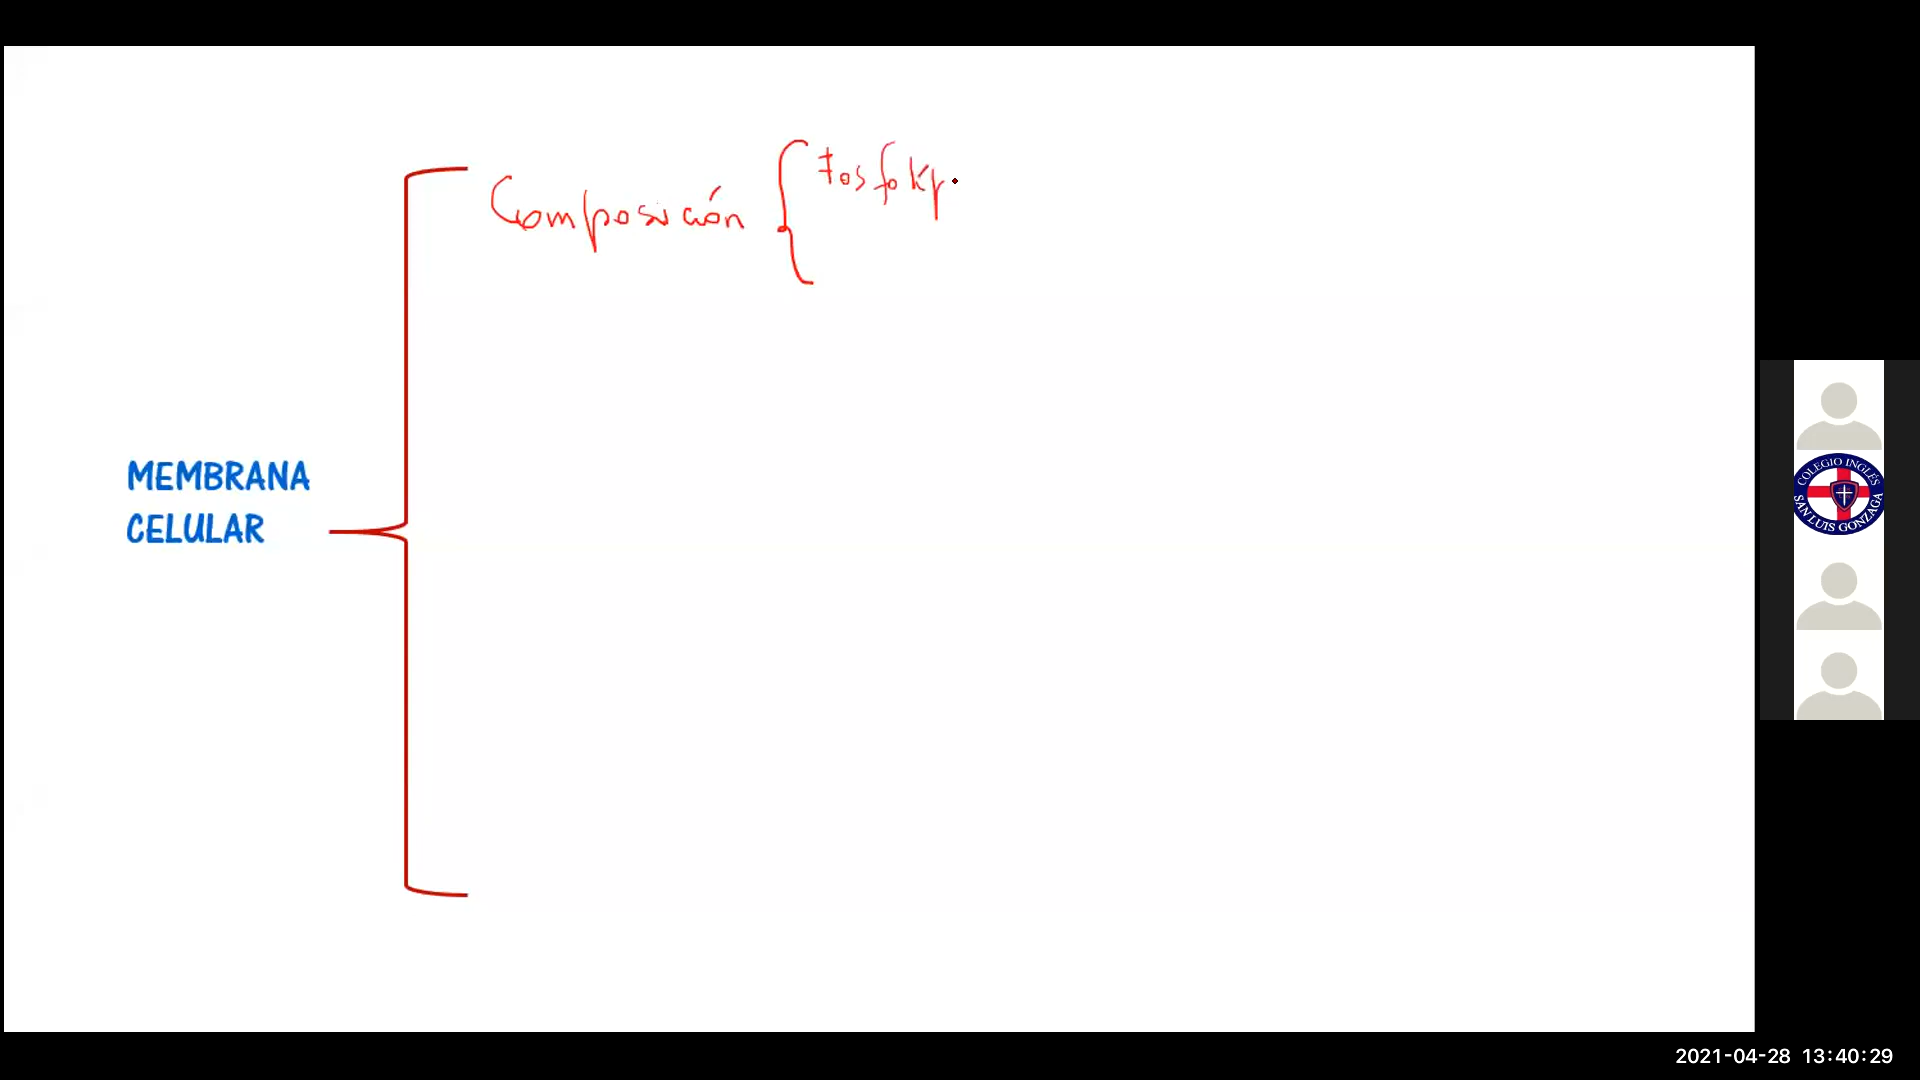 Composición { Fosfolíp
MEMBRANA
CELULAR
COLEGIO INGLÉS
SAN LUIS GONZAGA
2021-04-28 13:40:29